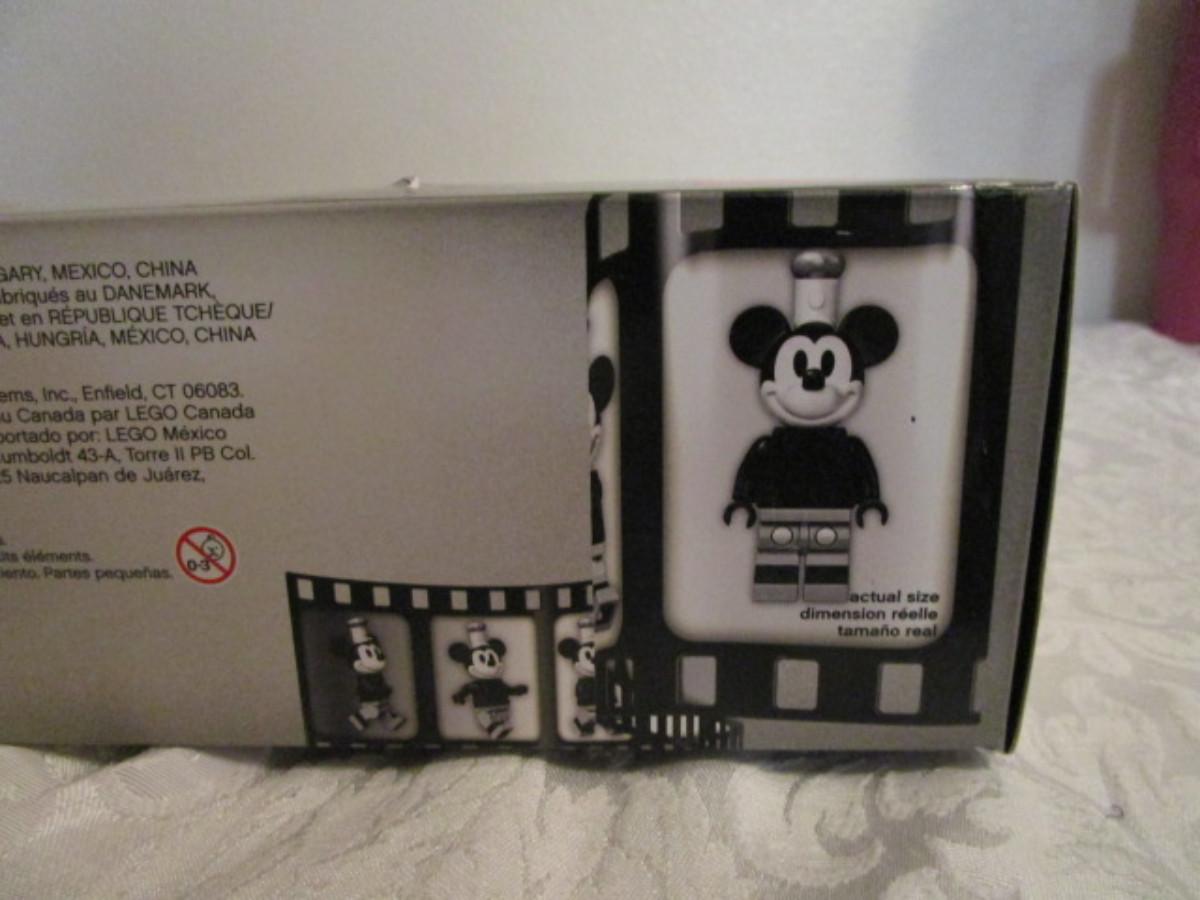 GARY, MEXICO, CHINA
abriqués au DANEMARK,
et en RÉPUBLIQUE TCHÈQUE/
A, HUNGRÍA, MÉXICO, CHINA
ems, Inc., Enfield, CT 06083.
au Canada par LEGO Canada
portado por: LEGO México
umboldt 43-A, Torre II PB Col.
5 Naucalpan de Juárez,
s.
its éléments.
iento. Partes pequeñas.
0-3
actual size
dimension réelle
tamaño real